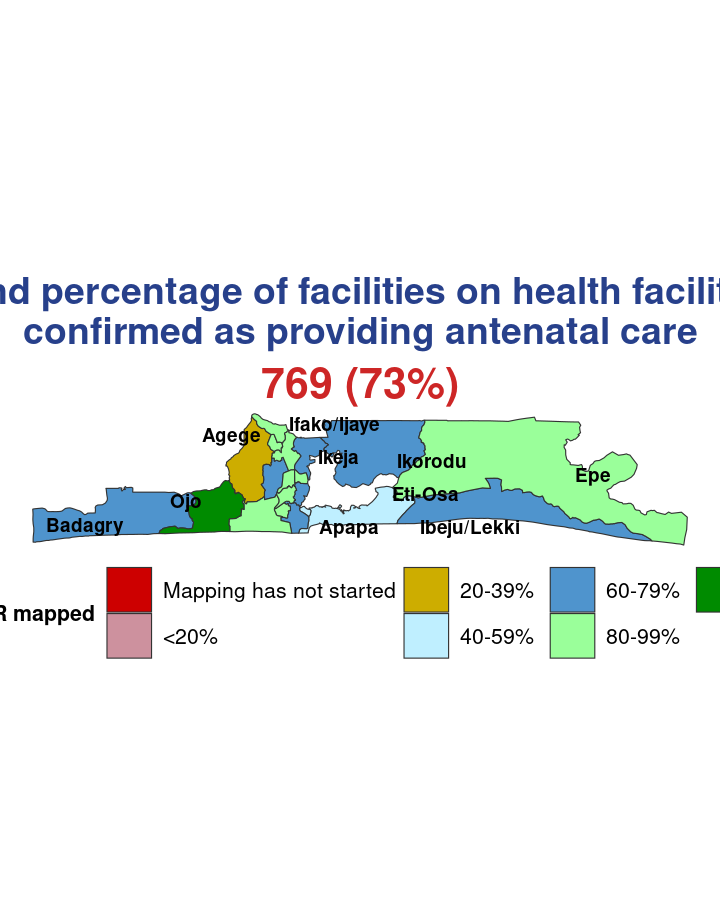 percentage of facilities on health
confirmed as providing antenatal care
769 (73%)
Ifako/Ijaye
Agege
Ikeja
Ikorodu
Epe
Ojo
Eti-Osa
Badagry
Apapa
Ibeju/Lekki
mapped
Mapping has not started
20-39%
60-79%
<20%
40-59%
80-99%